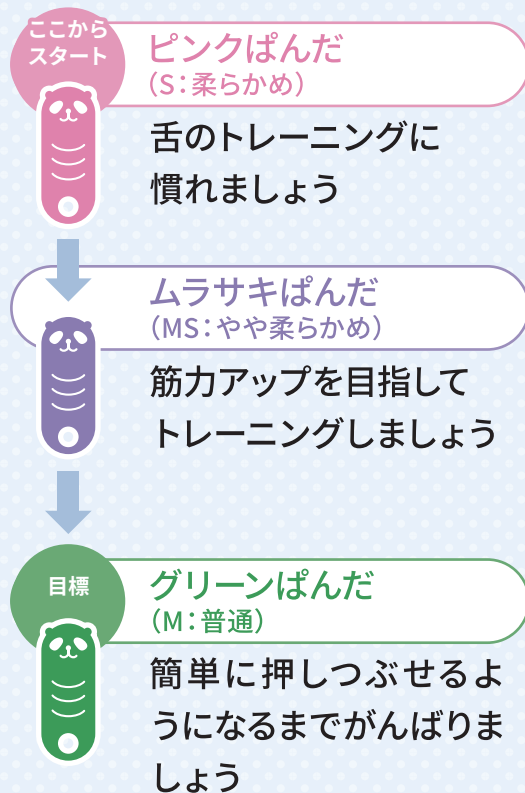 ここから
スタート
ピンクぱんだ
（S：柔らかめ）
舌のトレーニングに
慣れましょう
ムラサキぱんだ
（MS：やや柔らかめ）
筋力アップを目指して
トレーニングしましょう
目標
グリーンぱんだ
（M：普通）
簡単に押しつぶせるよ
うになるまでがんばりま
しょう